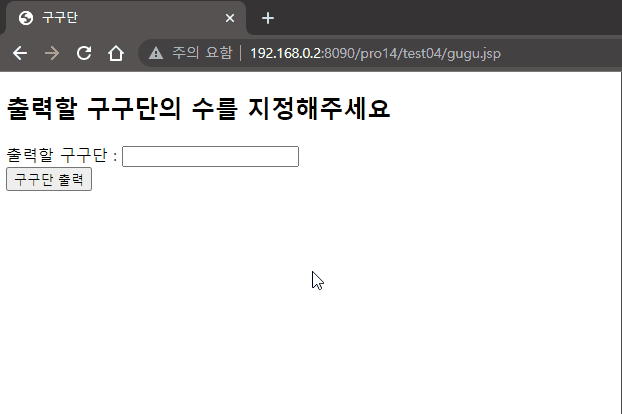 구구단
주의 요함 | 192.168.0.2:8090/pro14/test04/gugu.jsp
출력할 구구단의 수를 지정해주세요
출력할 구구단 :
구구단 출력